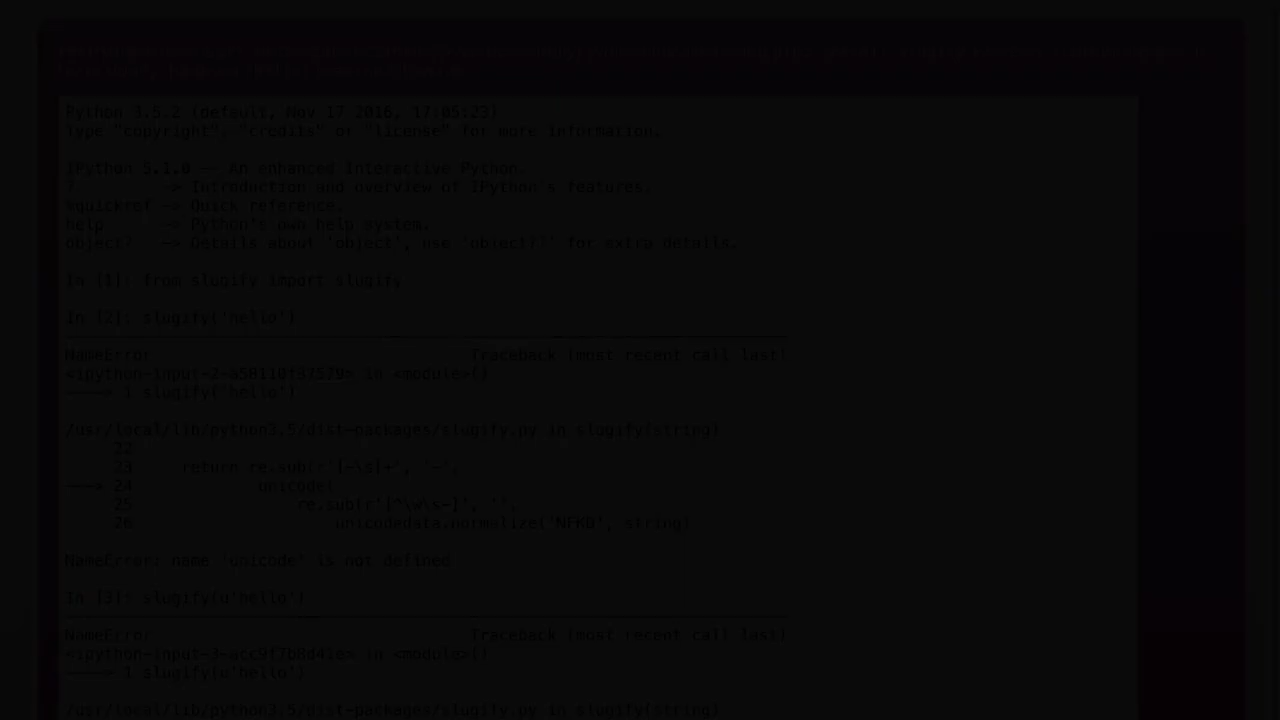 Python 3.5.2 (default, Nov 17 2016, 17:05:23)
Type "copyright", "credits" or "license" for more information.
IPython 5.1.0 -- An enhanced Interactive Python.
?         -> Introduction and overview of IPython's features.
%quickref -> Quick reference.
help      -> Python's own help system.
object?   -> Details about 'object', use 'object??' for extra details.
In [1]: from slugify import slugify
In [2]: slugify('hello')
NameError                                 Traceback (most recent call last)
<ipython-input-2-a58110f37579> in <module>()
----> 1 slugify('hello')
/usr/local/lib/python3.5/dist-packages/slugify.py in slugify(string)
22
23     return re.sub(r'[-\s]+', '-',
---> 24             unicode(
25                 re.sub(r'[^\w\s-]', '',
26                     unicodedata.normalize('NFKD', string)
NameError: name 'unicode' is not defined
In [3]: slugify(u'hello')
NameError                                 Traceback (most recent call last)
<ipython-input-3-acc9f7b8d42e> in <module>()
----> 1 slugify(u'hello')
/usr/local/lib/python3.5/dist-packages/slugify.py in slugify(string)